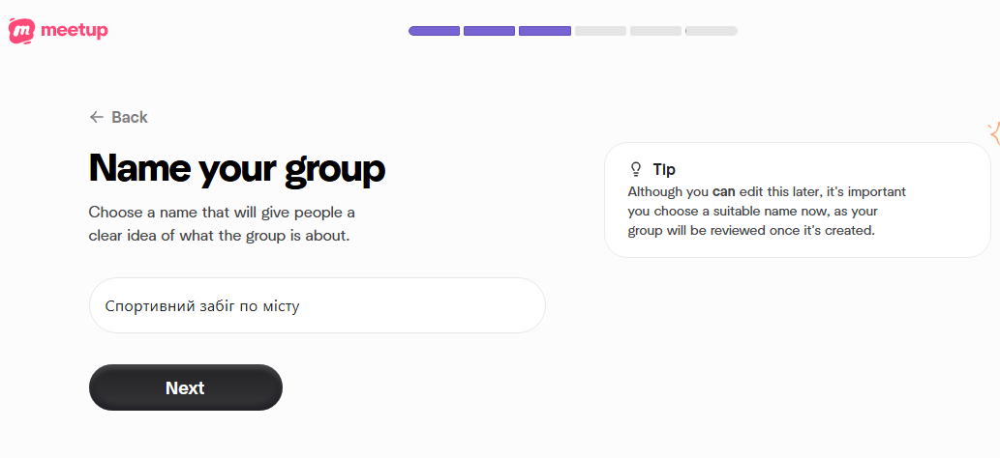 meetup
Back
Name your group
Choose a name that will give people a
clear idea of what the group is about.
Спортивний забіг по місту
Next
Tip
Although you can edit this later, it's important
you choose a suitable name now, as your
group will be reviewed once it's created.